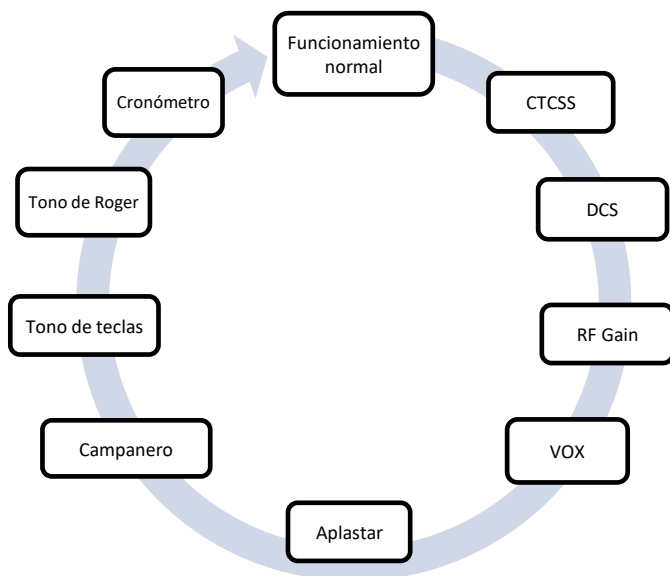 Funcionamiento
normal
CTCSS
DCS
RF Gain
VOX
Aplastar
Campanero
Tono de teclas
Tono de Roger
Cronómetro